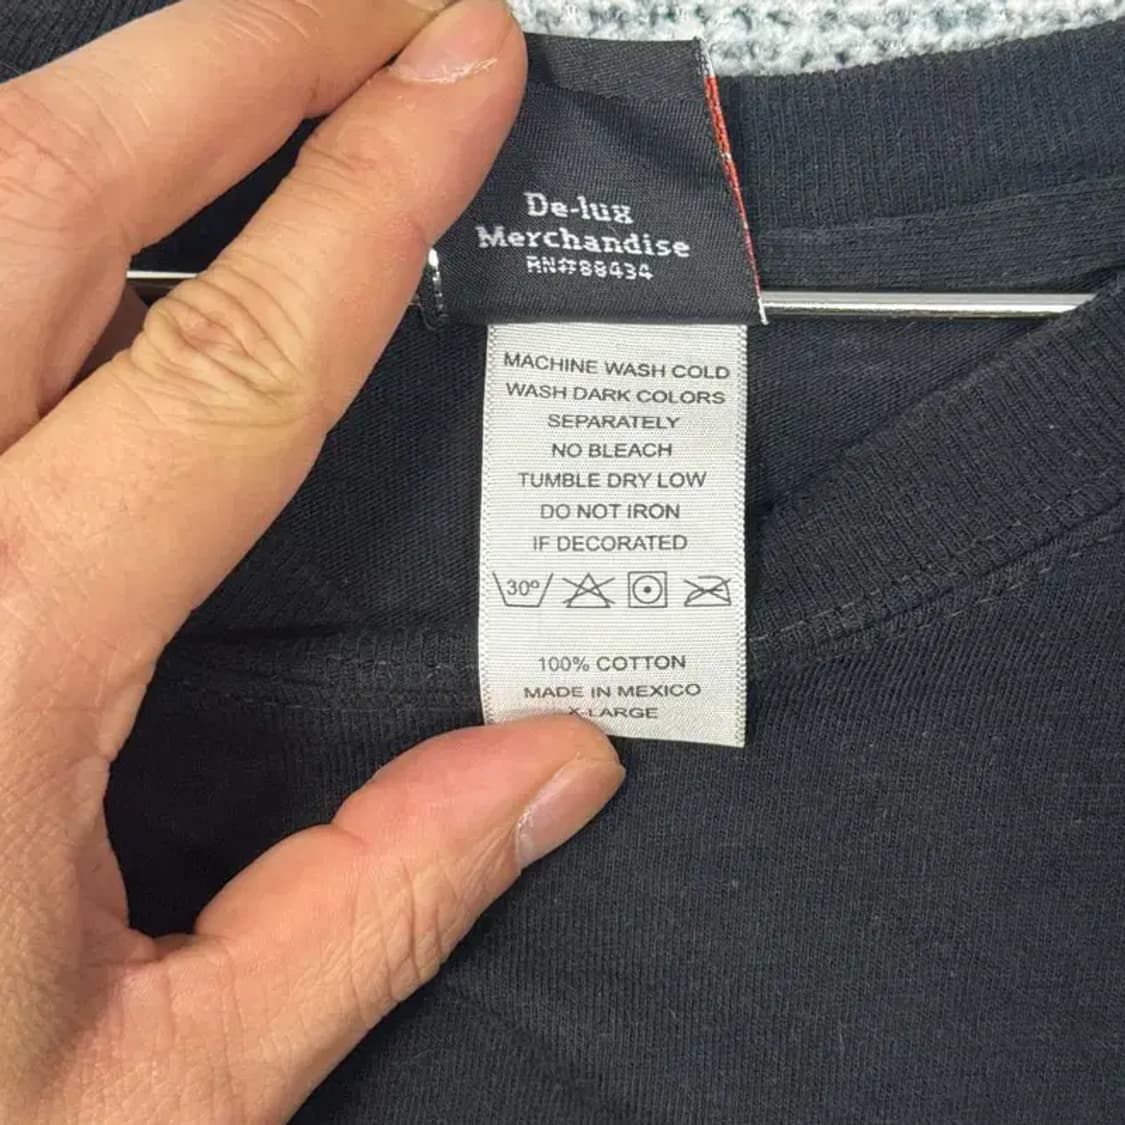 De-lux
Merchandise
RN#88434
MACHINE WASH COLD
WASH DARK COLORS
SEPARATELY
NO BLEACH
TUMBLE DRY LOW
DO NOT IRON
IF DECORATED
30°
100% COTTON
MADE IN MEXICO
X-LARGE